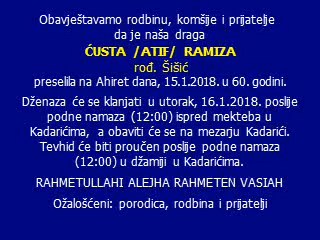 Obavještavamo rodbinu, komšije i prijatelje
da je naša draga
ĆUSTA /ATIF/ RAMIZA
rođ. Šišić
preselila na Ahiret dana, 15.1.2018. u 60. godini.
Dženaza će se klanjati u utorak, 16.1.2018. poslije
podne namaza (12:00) ispred mekteba u
Kadarićima, a obaviti će se na mezarju Kadarići.
Tevhid će biti proučen poslije podne namaza
(12:00) u džamiji u Kadarićima.
RAHMETULLAHI ALEJHA RAHMETEN VASIAH
Ožalošćeni: porodica, rodbina i prijatelji